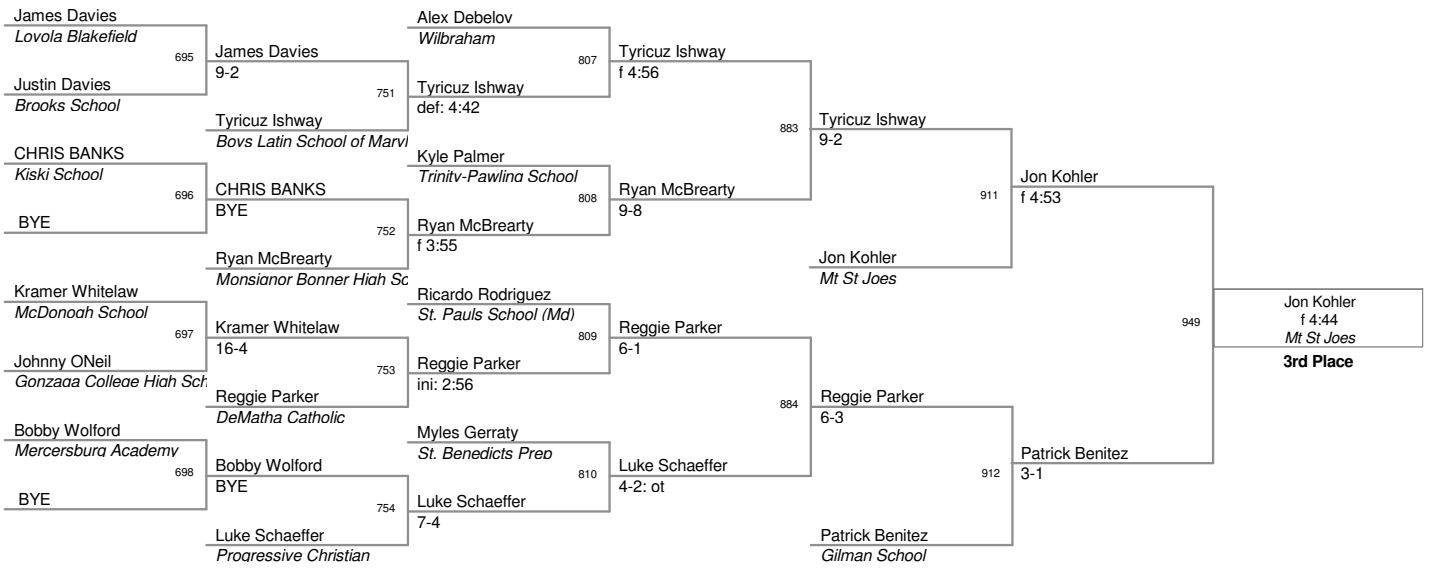 James Davies
Loyola Blakefield
695
Justin Davies
Brooks School
CHRIS BANKS
Kiski School
696
BYE
Kramer Whitelaw
McDonogh School
697
Johnny ONeil
Gonzaga College High Sch
Bobby Wolford
Mercersburg Academy
698
BYE
James Davies
9-2
751
Tyricuz Ishway
Boys Latin School of Maryl
CHRIS BANKS
BYE
752
Ryan McBrearty
Monsignor Bonner High Sc
Kramer Whitelaw
16-4
753
Reggie Parker
DeMatha Catholic
Bobby Wolford
BYE
754
Luke Schaeffer
Progressive Christian
Alex Debelov
Wilbraham
807
Tyricuz Ishway
def: 4:42
Kyle Palmer
Trinity-Pawling School
808
Ryan McBrearty
f 3:55
Ricardo Rodriguez
St. Pauls School (Md)
809
Reggie Parker
inj: 2:56
Myles Gerraty
St. Benedicts Prep
810
Luke Schaeffer
7-4
Tyricuz Ishway
f 4:56
883
Ryan McBrearty
9-8
Reggie Parker
6-1
884
Luke Schaeffer
4-2: ot
Tyricuz Ishway
9-2
911
Jon Kohler
Mt St Joes
Reggie Parker
6-3
912
Patrick Benitez
Gilman School
Jon Kohler
f 4:53
949
Patrick Benitez
3-1
Jon Kohler
f 4:44
Mt St Joes
3rd Place